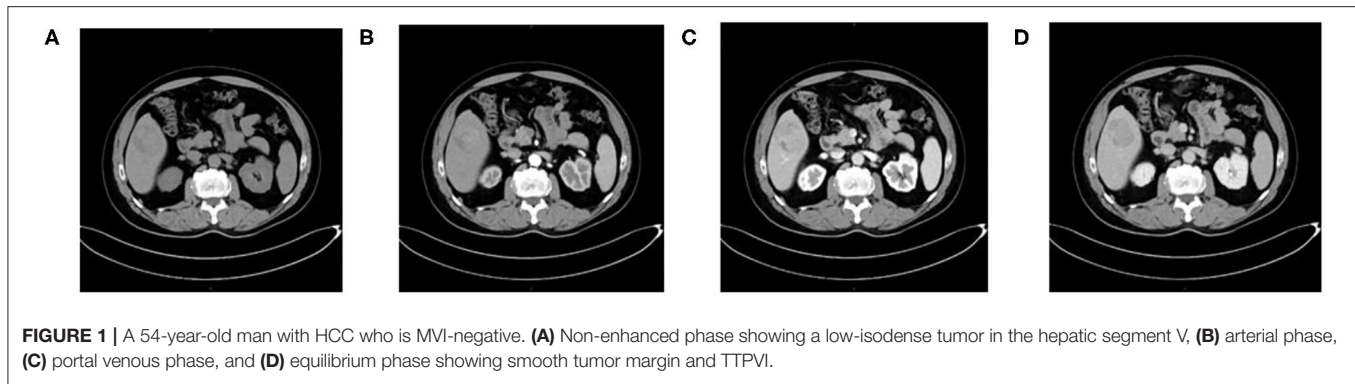 A B C D
FIGURE 1 | A 54-year-old man with HCC who is MVI-negative. (A) Non-enhanced phase showing a low-isodense tumor in the hepatic segment V, (B) arterial phase,
(C) portal venous phase, and (D) equilibrium phase showing smooth tumor margin and TTPVI.